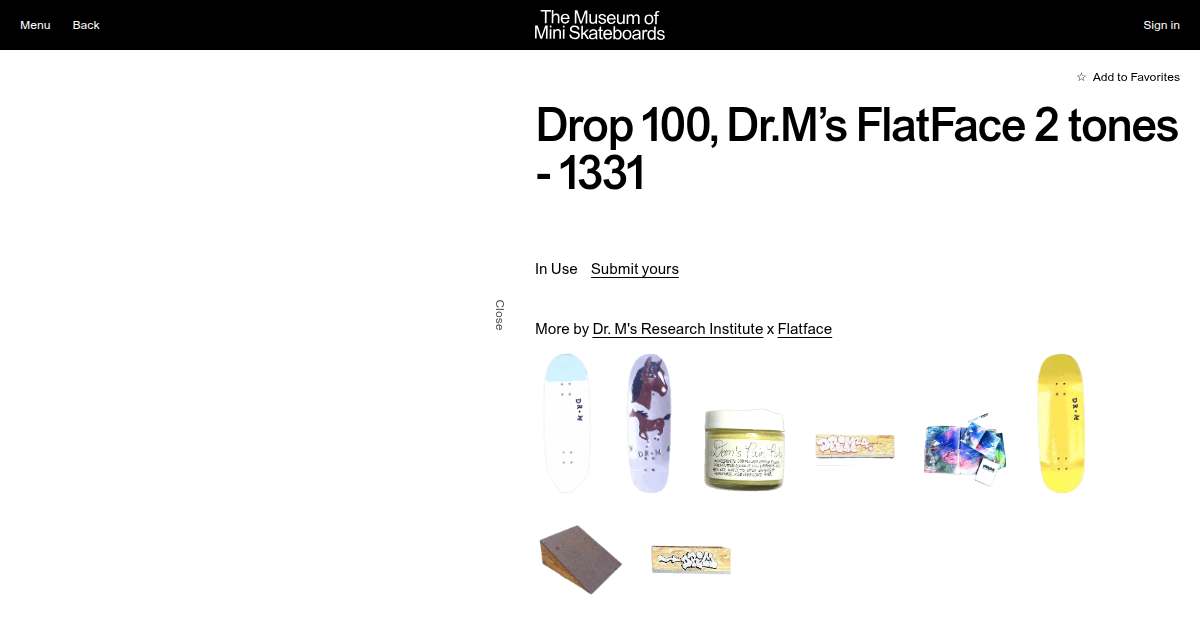 Menu
Back
The Museum of
Mini Skateboards
Sign in
☆ Add to Favorites
Drop 100, Dr.M’s FlatFace 2 tones
- 1331
In Use
Submit yours
Close
More by Dr. M's Research Institute x Flatface
DR•M
DR•M
DR•M